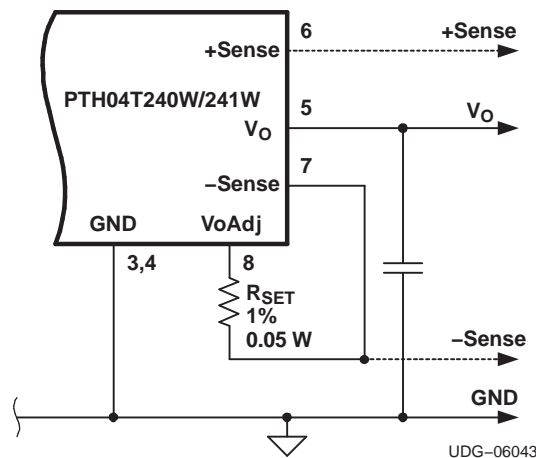 6
+Sense
+Sense
PTH04T240W/241W
5
VO
VO
7
–Sense
GND
VoAdj
3,4
8
RSET
1%
0.05 W
–Sense
GND
UDG–06043